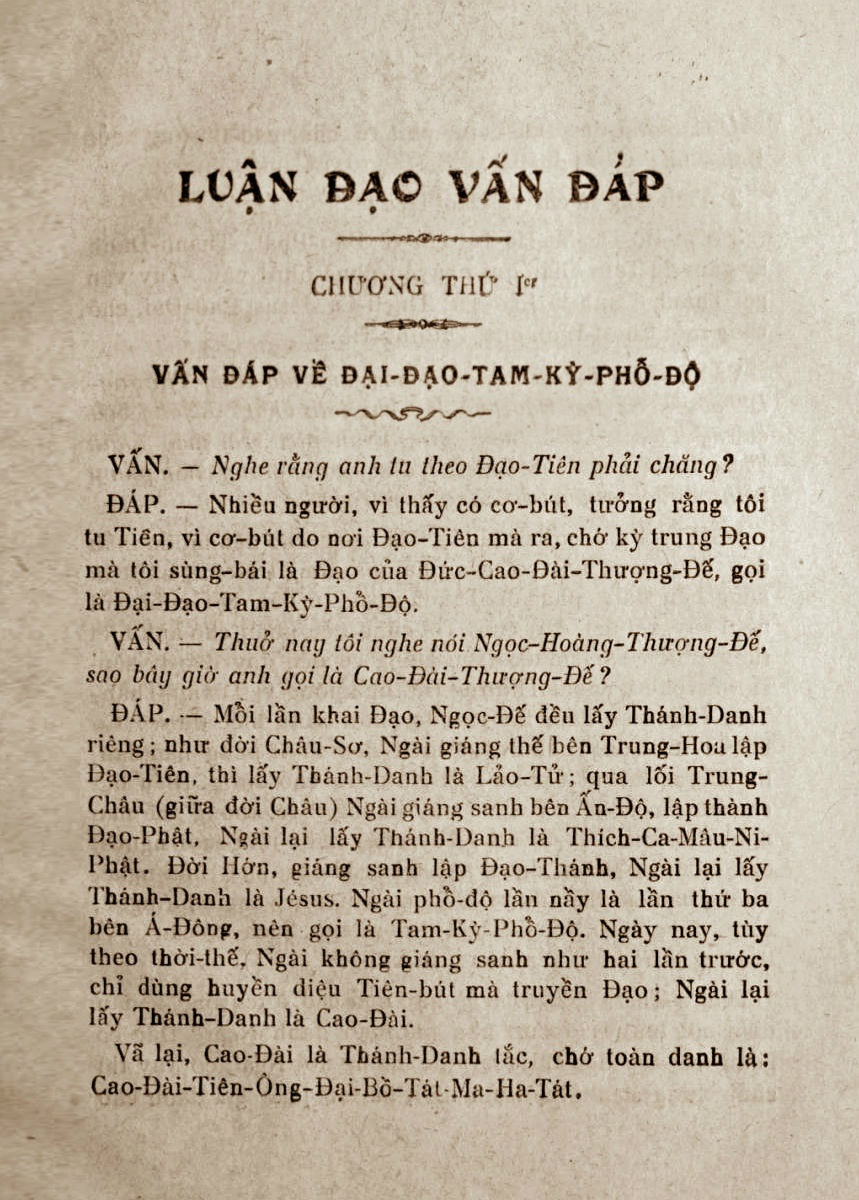 LUẬN ĐẠO VẤN ĐÁP
CHƯƠNG THỨ Iᵉʳ
VẤN ĐÁP VỀ ĐẠI-ĐẠO-TAM-KỲ-PHỔ-ĐỘ
VẤN. — Nghe rằng anh tu theo Đạo-Tiên phải chăng?
ĐÁP. — Nhiều người, vì thấy có cơ-bút, tưởng rằng tôi
tu Tiên, vì cơ-bút do nơi Đạo-Tiên mà ra, chớ kỳ trung Đạo
mà tôi sùng-bái là Đạo của Đức-Cao-Đài-Thượng-Đế, gọi
là Đại-Đạo-Tam-Kỳ-Phổ-Độ.
VẤN. — Thuở nay tôi nghe nói Ngọc-Hoàng-Thượng-Đế,
sao bây giờ anh gọi là Cao-Đài-Thượng-Đế?
ĐÁP. — Mỗi lần khai Đạo, Ngọc-Đế đều lấy Thánh-Danh
riêng; như đời Châu-Sơ, Ngài giáng thế bên Trung-Hoa lập
Đạo-Tiên, thì lấy Thánh-Danh là Lảo-Tử; qua lối Trung-
Châu (giữa đời Châu) Ngài giáng sanh bên Ấn-Độ, lập thành
Đạo-Phật, Ngài lại lấy Thánh-Danh là Thích-Ca-Mâu-Ni-
Phật. Đời Hớn, giáng sanh lập Đạo-Thánh, Ngài lại lấy
Thánh-Danh là Jésus. Ngài phổ-độ lần nầy là lần thứ ba
bên Á-Đông, nên gọi là Tam-Kỳ-Phổ-Độ. Ngày nay, tùy
theo thời-thế, Ngài không giáng sanh như hai lần trước,
chỉ dùng huyền diệu Tiên-bút mà truyền Đạo; Ngài lại
lấy Thánh-Danh là Cao-Đài.
Vã lại, Cao-Đài là Thánh-Danh tắc, chớ toàn danh là:
Cao-Đài-Tiên-Ông-Đại-Bồ-Tát-Ma-Ha-Tát.